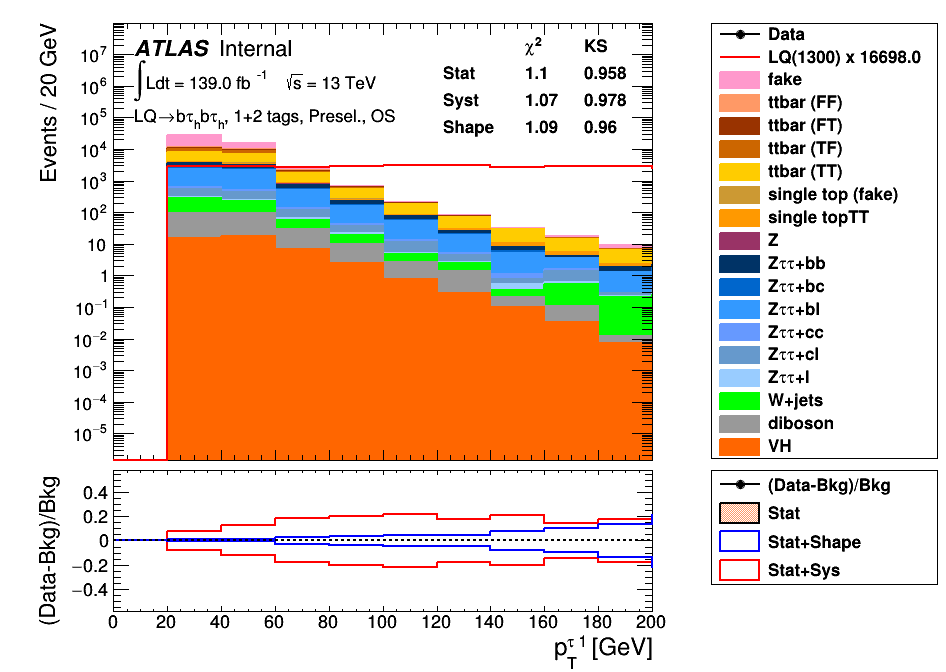 ATLAS Internal
∫Ldt = 139.0 fb⁻¹ √s = 13 TeV
LQ→bτₕbτₕ, 1+2 tags, Presel., OS
χ² KS
Stat 1.1 0.958
Syst 1.07 0.978
Shape 1.09 0.96
Events / 20 GeV
10⁷
10⁶
10⁵
10⁴
10³
10²
10
1
10⁻¹
10⁻²
10⁻³
10⁻⁴
10⁻⁵
Data
LQ(1300) x 16698.0
fake
ttbar (FF)
ttbar (FT)
ttbar (TF)
ttbar (TT)
single top (fake)
single topTT
Z
Zττ+bb
Zττ+bc
Zττ+bl
Zττ+cc
Zττ+cl
Zττ+l
W+jets
diboson
VH
(Data-Bkg)/Bkg
0.4
0.2
0
−0.2
−0.4
0 20 40 60 80 100 120 140 160 180 200
p_T^τ1 [GeV]
(Data-Bkg)/Bkg
Stat
Stat+Shape
Stat+Sys